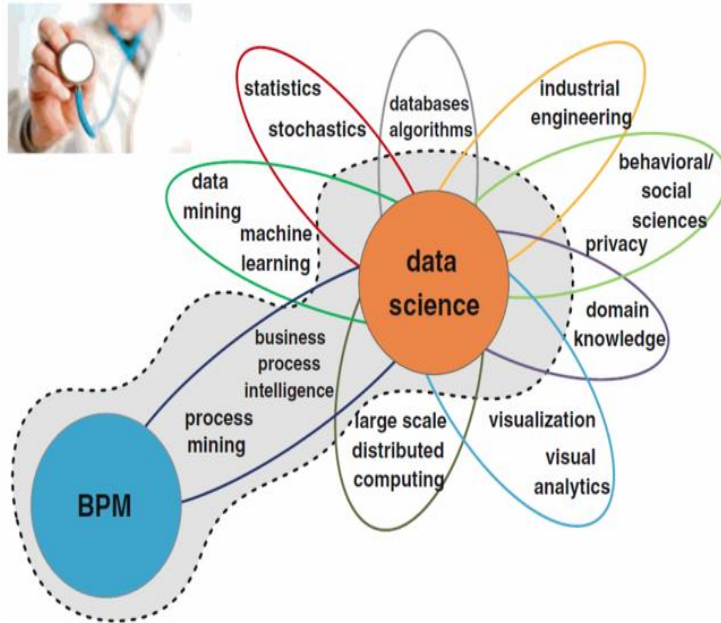 statistics
stochastics
databases
algorithms
industrial
engineering
behavioral/
social
sciences
data
mining
machine
learning
privacy
data
science
domain
knowledge
business
process
intelligence
process
mining
large scale
distributed
computing
visualization
visual
analytics
BPM